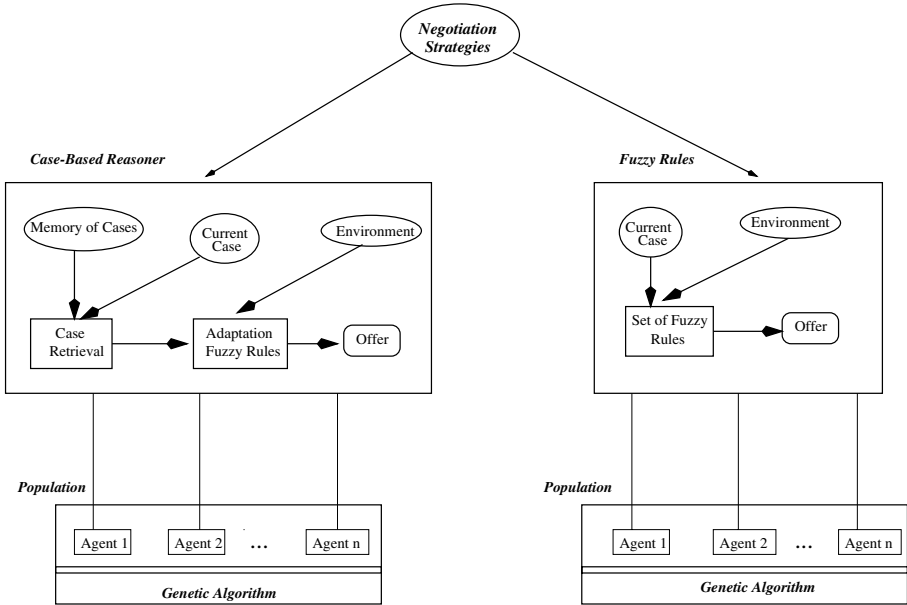 Negotiation
Strategies
Case-Based Reasoner
Fuzzy Rules
Memory of Cases
Current
Case
Environment
Case
Retrieval
Adaptation
Fuzzy Rules
Offer
Current
Case
Environment
Set of Fuzzy
Rules
Offer
Population
Agent 1
Agent 2
...
Agent n
Genetic Algorithm
Population
Agent 1
Agent 2
...
Agent n
Genetic Algorithm